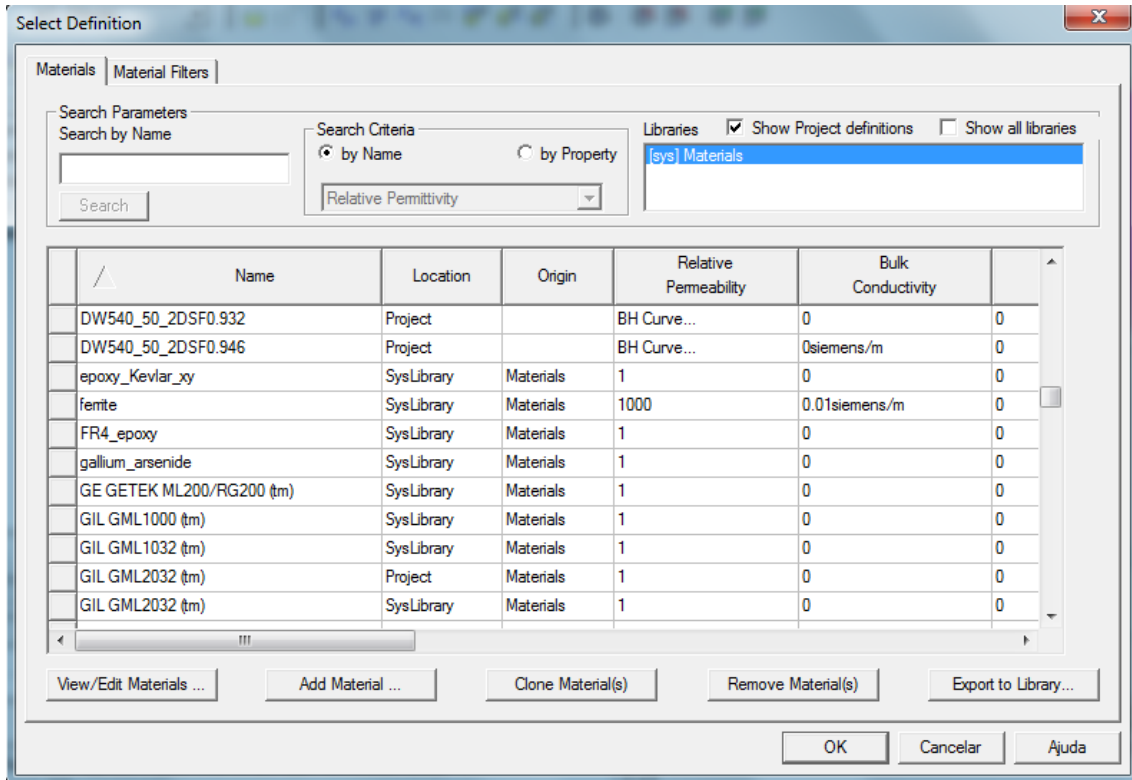 Select Definition
Materials Material Filters
Search Parameters
Search by Name
Search
Search Criteria
by Name by Property
Relative Permittivity
Libraries Show Project definitions Show all libraries
[sys] Materials
Name Location Origin Relative Permeability Bulk Conductivity
DW540_50_2DSF0.932 Project BH Curve... 0 0
DW540_50_2DSF0.946 Project BH Curve... 0siemens/m 0
epoxy_Kevlar_xy SysLibrary Materials 1 0 0
ferrite SysLibrary Materials 1000 0.01siemens/m 0
FR4_epoxy SysLibrary Materials 1 0 0
gallium_arsenide SysLibrary Materials 1 0 0
GE GETEK ML200/RG200 (tm) SysLibrary Materials 1 0 0
GIL GML1000 (tm) SysLibrary Materials 1 0 0
GIL GML1032 (tm) SysLibrary Materials 1 0 0
GIL GML2032 (tm) Project Materials 1 0 0
GIL GML2032 (tm) SysLibrary Materials 1 0 0
View/Edit Materials ... Add Material ... Clone Material(s) Remove Material(s) Export to Library...
OK Cancelar Ajuda